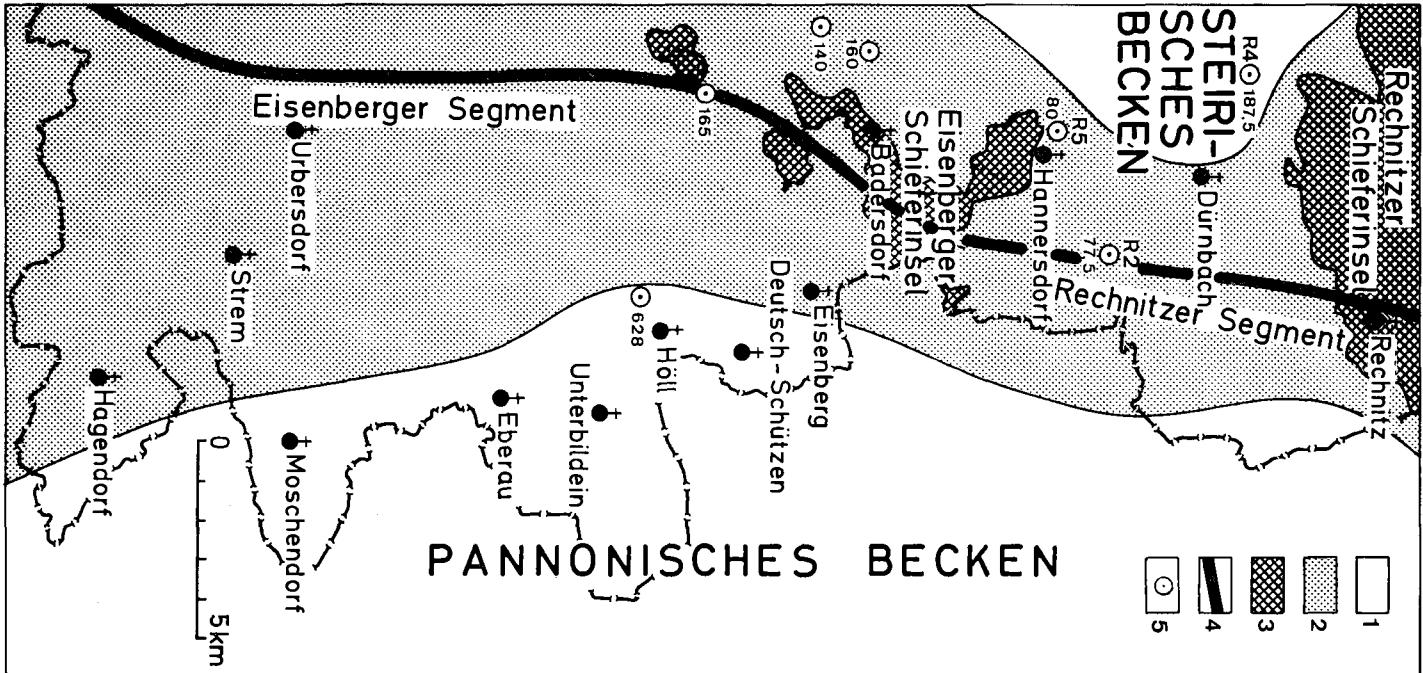 Rechnitzer
Schieferinsel
Rechnitz
STEIRI-
SCHES
BECKEN
R4 187,5
Dürnbach
Rechnitzer Segment
R2
77,5
R5
80
Hannersdorf
Eisenberger
Schieferinsel
Badersdorf
Eisenberg
Deutsch-Schützen
160
140
165
Höll
628
Eisenberger Segment
Unterbildein
Eberau
Urbersdorf
Strem
Moschendorf
Hagendorf
PANNONISCHES BECKEN
0
5km
1
2
3
4
5